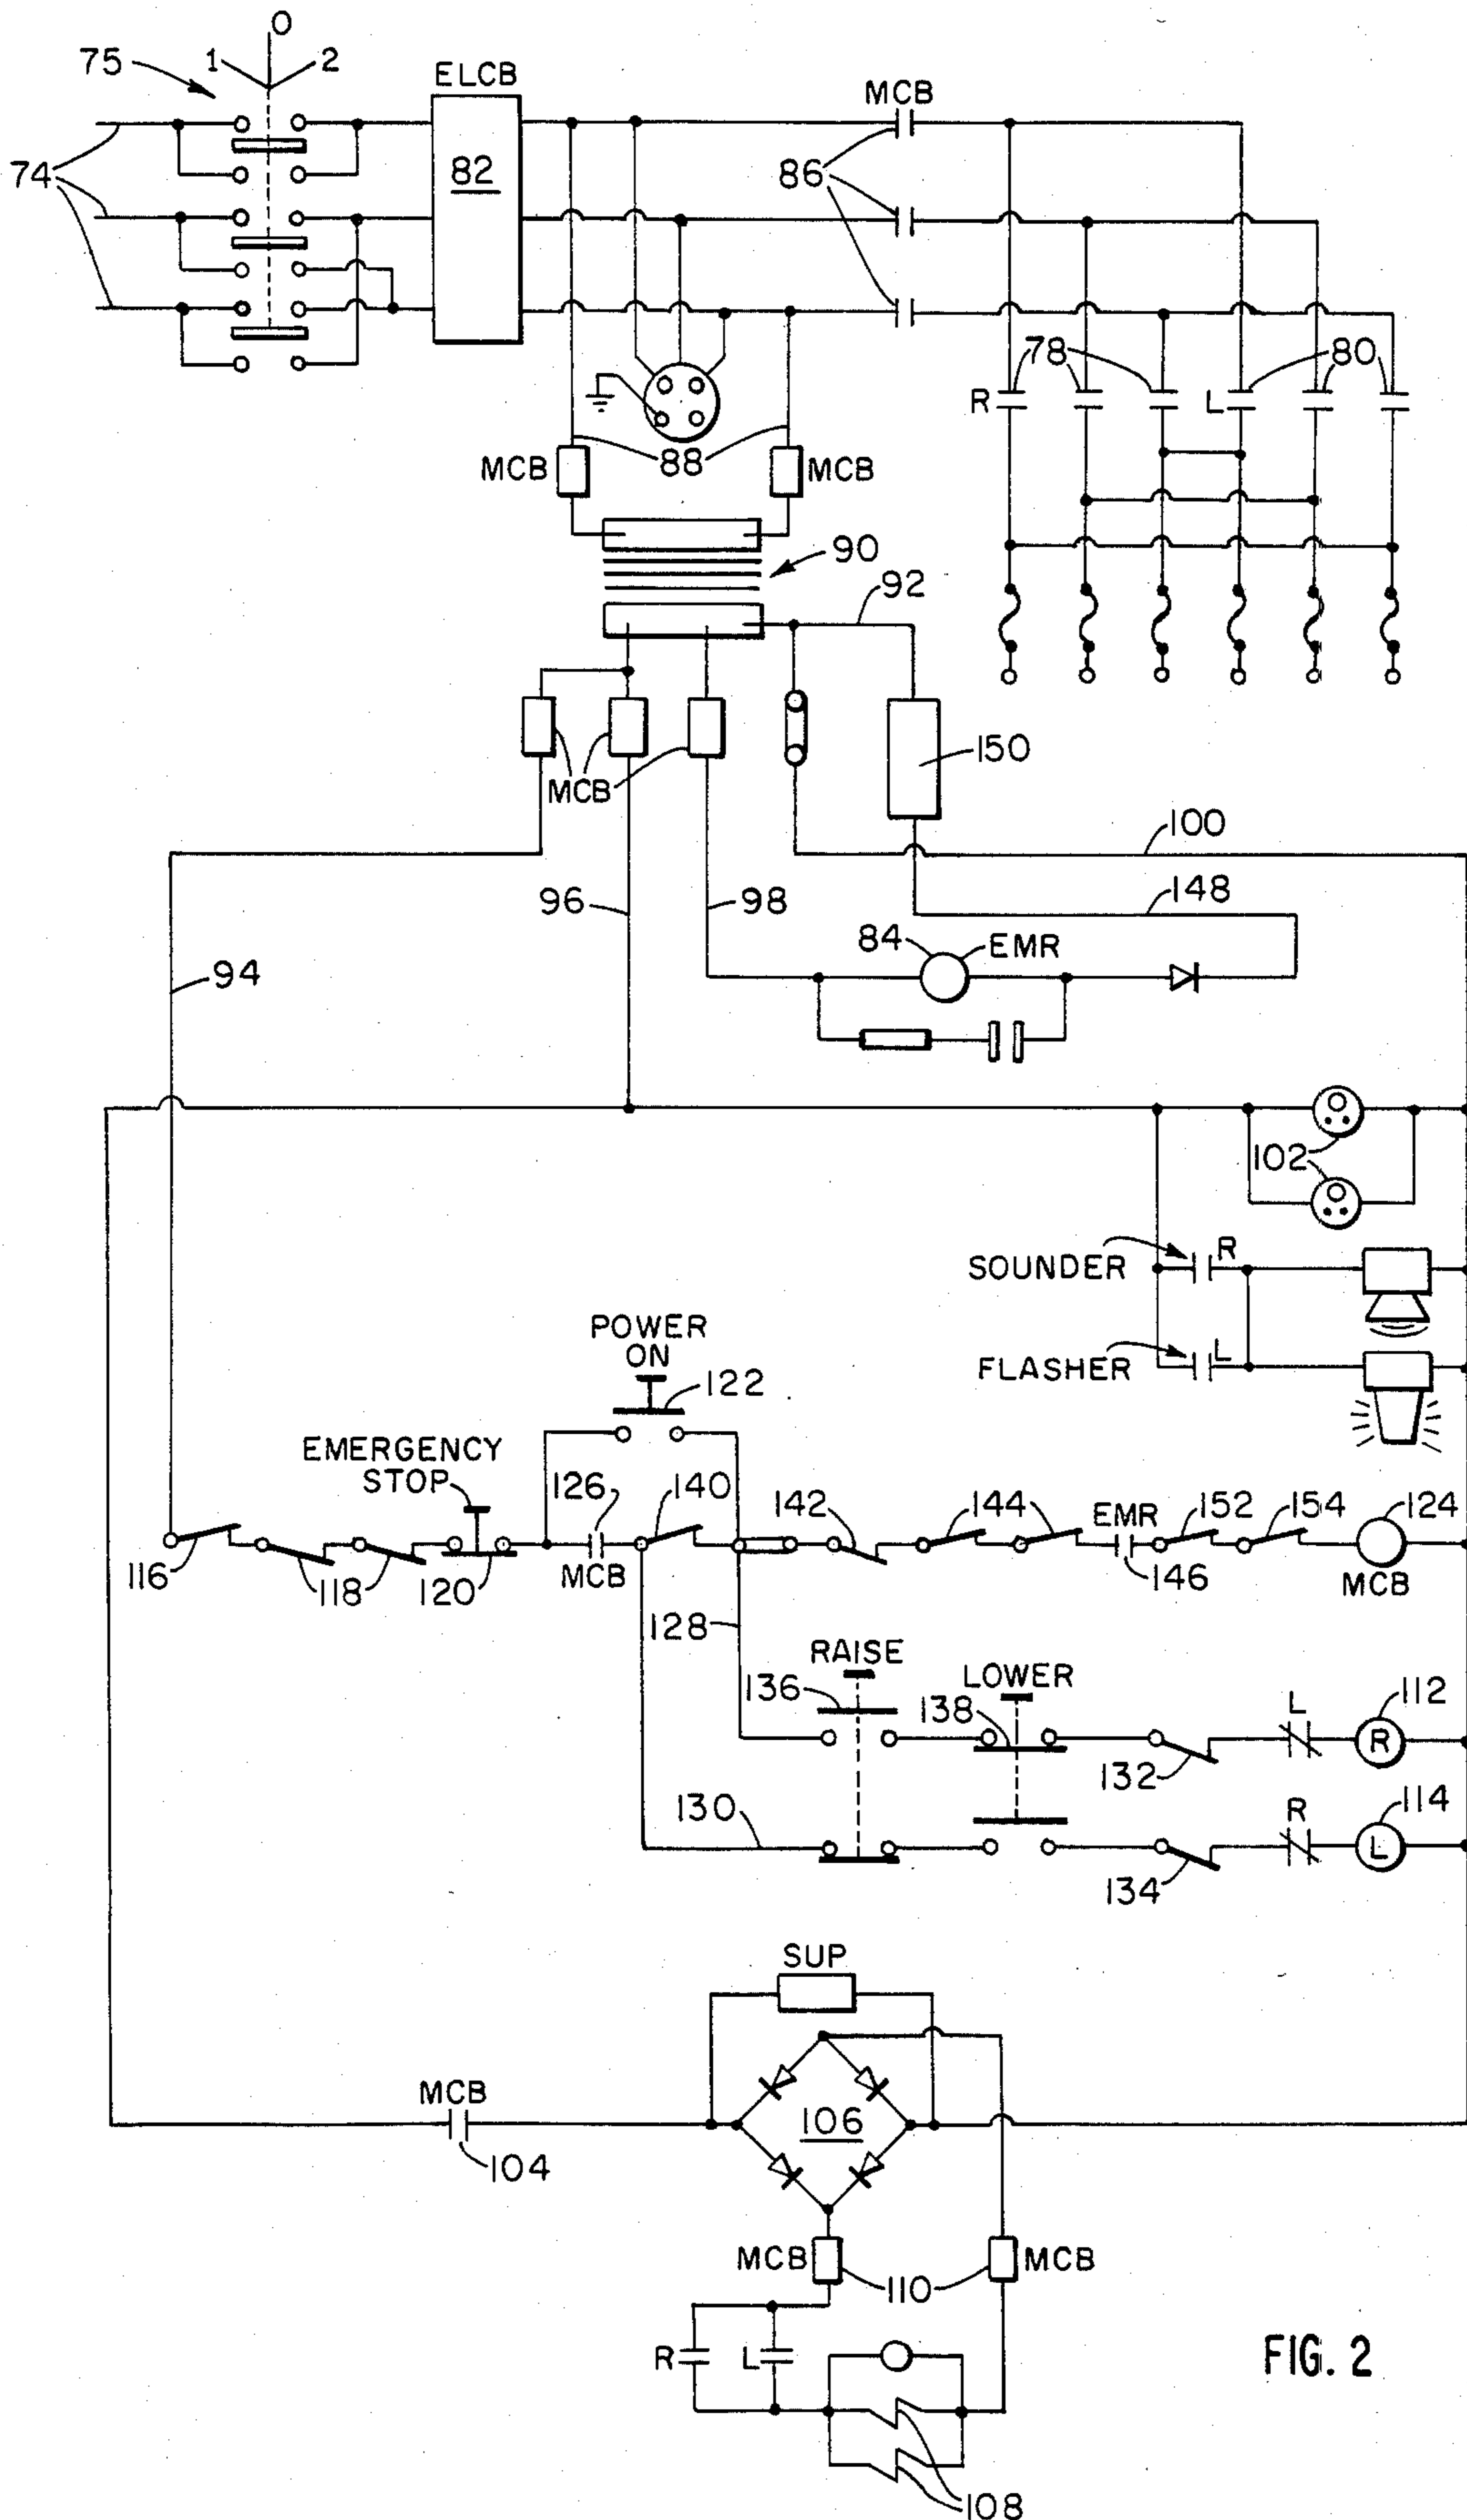 0
1 2
75
ELCB
MCB
74
82
86
78 80
R L
88
MCB MCB
90
92
150
MCB
100
148
96 98
84 EMR
94
102
SOUNDER R
POWER
ON
122
FLASHER L
EMERGENCY
STOP
126 140 142 144 EMR 152 154 124
116 118 120 MCB 146 MCB
128
RAISE
136 LOWER
138 L 112
R
132
130 R 114
L
134
SUP
MCB
106
104
MCB MCB
110
R L
108
FIG. 2